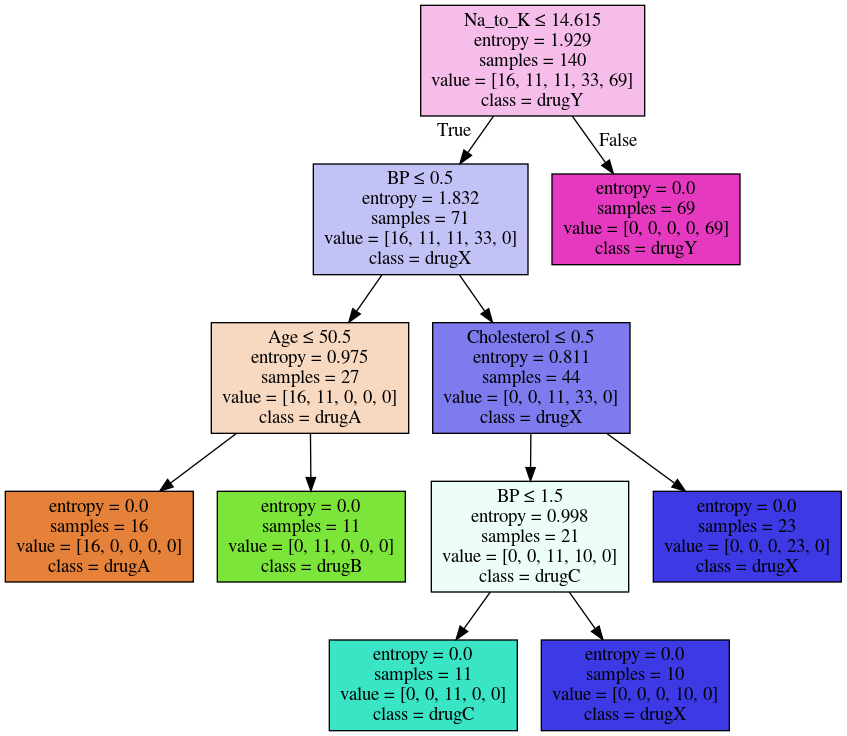 Na_to_K ≤ 14.615
entropy = 1.929
samples = 140
value = [16, 11, 11, 33, 69]
class = drugY
True
False
BP ≤ 0.5
entropy = 1.832
samples = 71
value = [16, 11, 11, 33, 0]
class = drugX
entropy = 0.0
samples = 69
value = [0, 0, 0, 0, 69]
class = drugY
Age ≤ 50.5
entropy = 0.975
samples = 27
value = [16, 11, 0, 0, 0]
class = drugA
Cholesterol ≤ 0.5
entropy = 0.811
samples = 44
value = [0, 0, 11, 33, 0]
class = drugX
entropy = 0.0
samples = 16
value = [16, 0, 0, 0, 0]
class = drugA
entropy = 0.0
samples = 11
value = [0, 11, 0, 0, 0]
class = drugB
BP ≤ 1.5
entropy = 0.998
samples = 21
value = [0, 0, 11, 10, 0]
class = drugC
entropy = 0.0
samples = 23
value = [0, 0, 0, 23, 0]
class = drugX
entropy = 0.0
samples = 11
value = [0, 0, 11, 0, 0]
class = drugC
entropy = 0.0
samples = 10
value = [0, 0, 0, 10, 0]
class = drugX